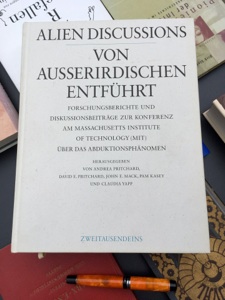 ALIEN DISCUSSIONS
VON
AUSSERIRDISCHEN
ENTFÜHRT
FORSCHUNGSBERICHTE UND
DISKUSSIONSBEITRÄGE ZUR KONFERENZ
AM MASSACHUSETTS INSTITUTE
OF TECHNOLOGY (MIT)
ÜBER DAS ABDUKTIONSPHÄNOMEN
HERAUSGEGEBEN
VON ANDREA PRITCHARD,
DAVID E. PRITCHARD, JOHN E. MACK, PAM KASEY
UND CLAUDIA YAPP
ZWEITAUSENDEINS